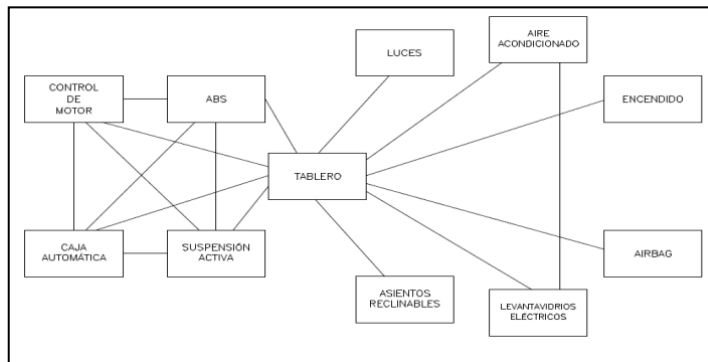 LUCES
AIRE
ACONDICIONADO
CONTROL
DE
MOTOR
ABS
ENCENDIDO
TABLERO
CAJA
AUTOMÁTICA
SUSPENSIÓN
ACTIVA
AIRBAG
ASIENTOS
RECLINABLES
LEVANTAVIDRIOS
ELÉCTRICOS